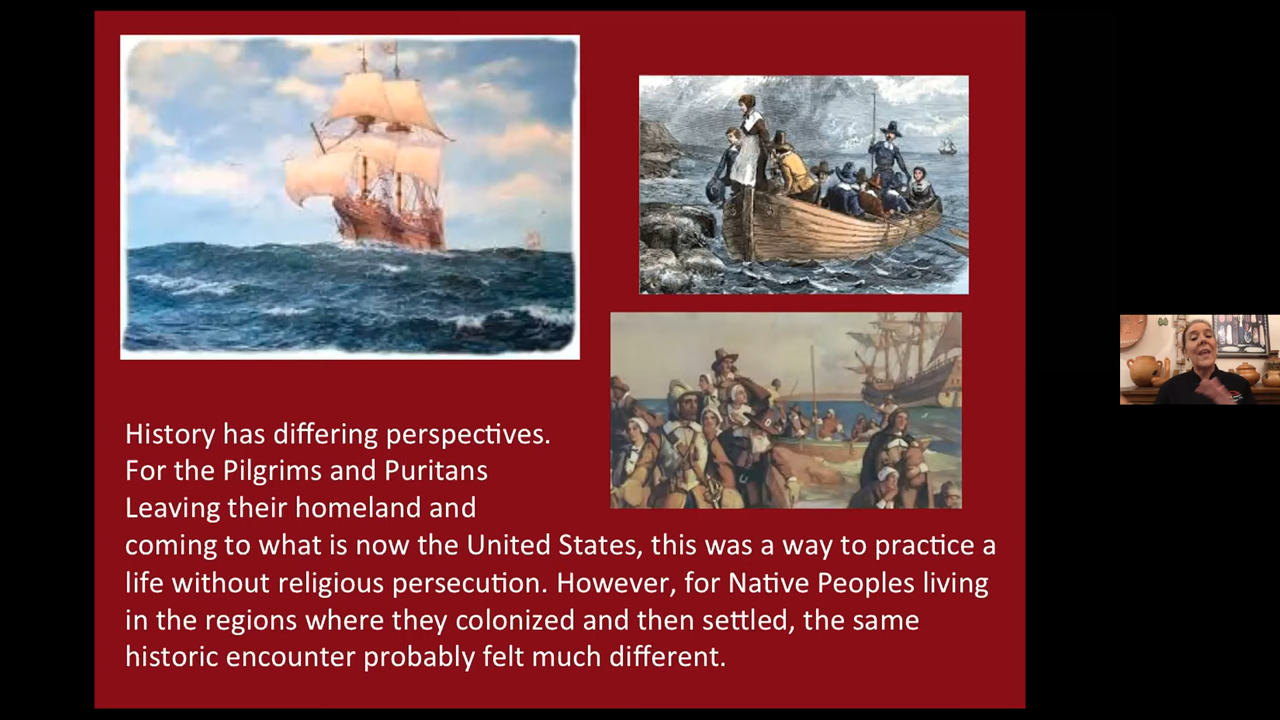 History has differing perspectives.
For the Pilgrims and Puritans
Leaving their homeland and
coming to what is now the United States, this was a way to practice a
life without religious persecution. However, for Native Peoples living
in the regions where they colonized and then settled, the same
historic encounter probably felt much different.